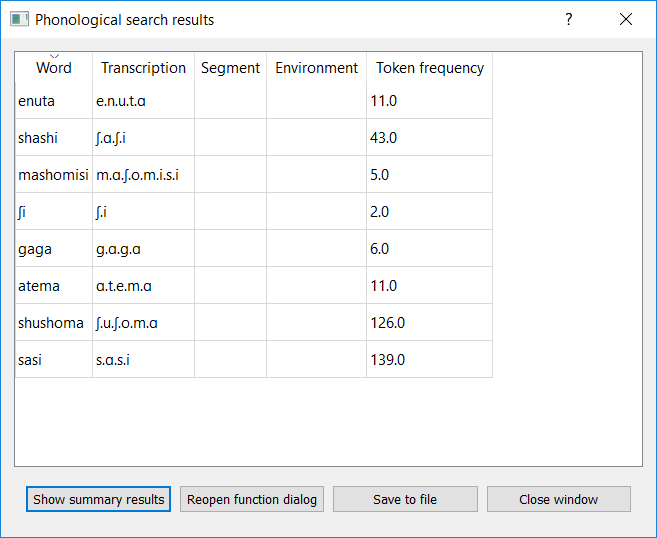 Phonological search results
Word Transcription Segment Environment Token frequency
enuta e.n.u.t.ɑ 11.0
shashi ʃ.ɑ.ʃ.i 43.0
mashomisi m.ɑ.ʃ.o.m.i.s.i 5.0
ʃi ʃ.i 2.0
gaga g.ɑ.g.ɑ 6.0
atema ɑ.t.e.m.ɑ 11.0
shushoma ʃ.u.ʃ.o.m.ɑ 126.0
sasi s.ɑ.s.i 139.0
Show summary results Reopen function dialog Save to file Close window